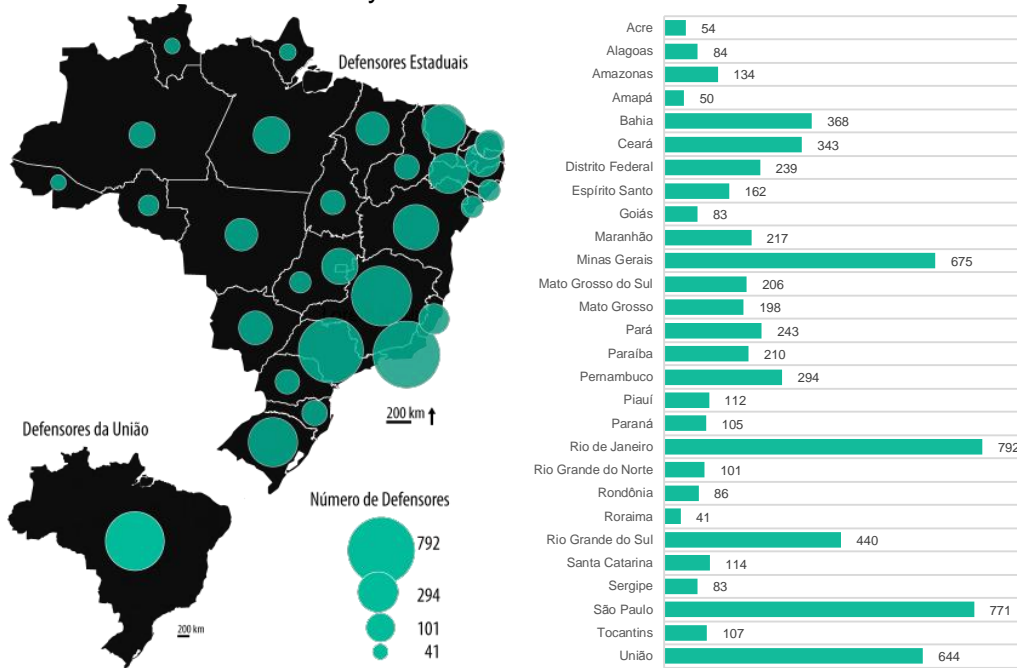 Defensores Estaduais
200 km
Defensores da União
200 km
Número de Defensores
792
294
101
41
Acre 54
Alagoas 84
Amazonas 134
Amapá 50
Bahia 368
Ceará 343
Distrito Federal 239
Espírito Santo 162
Goiás 83
Maranhão 217
Minas Gerais 675
Mato Grosso do Sul 206
Mato Grosso 198
Pará 243
Paraíba 210
Pernambuco 294
Piauí 112
Paraná 105
Rio de Janeiro 792
Rio Grande do Norte 101
Rondônia 86
Roraima 41
Rio Grande do Sul 440
Santa Catarina 114
Sergipe 83
São Paulo 771
Tocantins 107
União 644